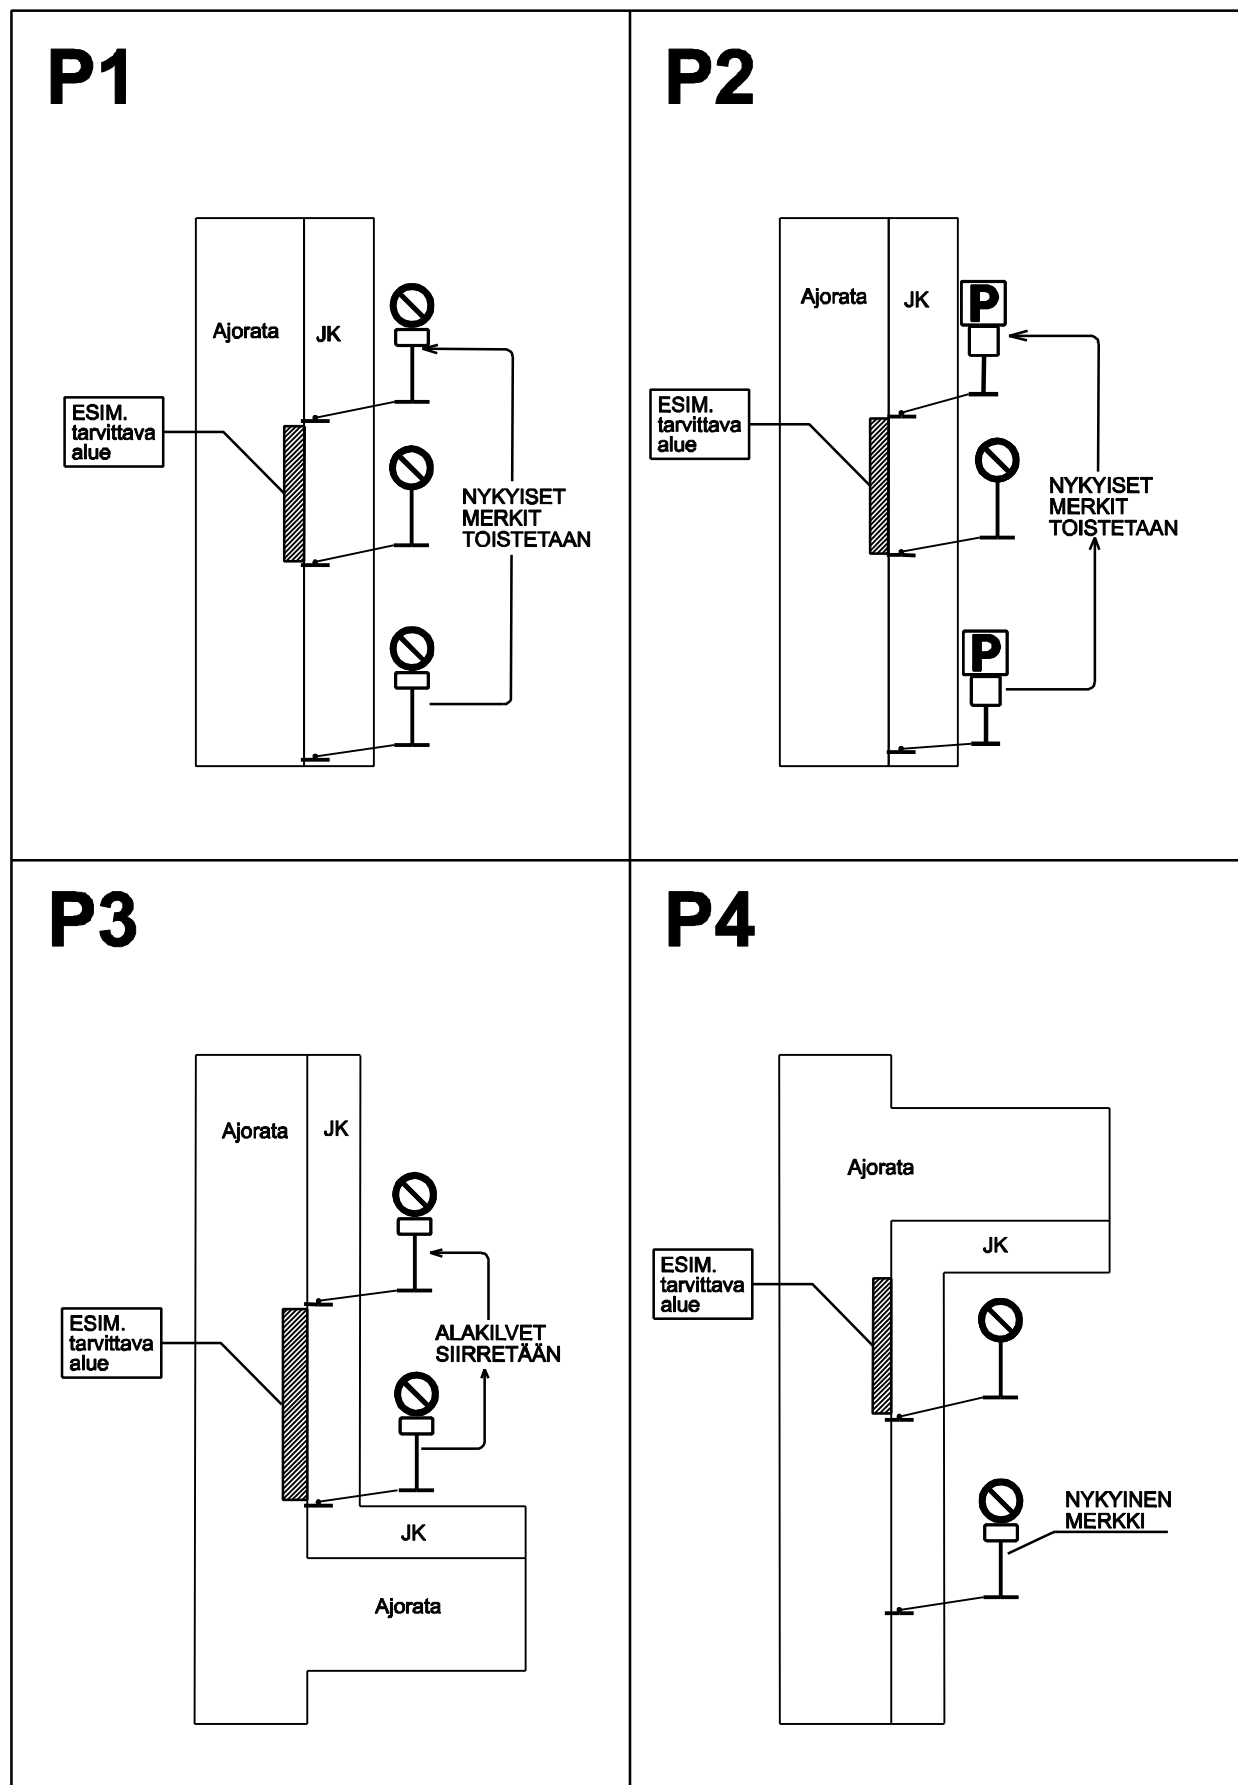 P1
Ajorata
JK
ESIM.
tarvittava
alue
NYKYISET
MERKIT
TOISTETAAN
P2
Ajorata
JK
P
ESIM.
tarvittava
alue
NYKYISET
MERKIT
TOISTETAAN
P
P3
Ajorata
JK
ESIM.
tarvittava
alue
ALAKILVET
SIIRRETÄÄN
JK
Ajorata
P4
Ajorata
JK
ESIM.
tarvittava
alue
NYKYINEN
MERKKI